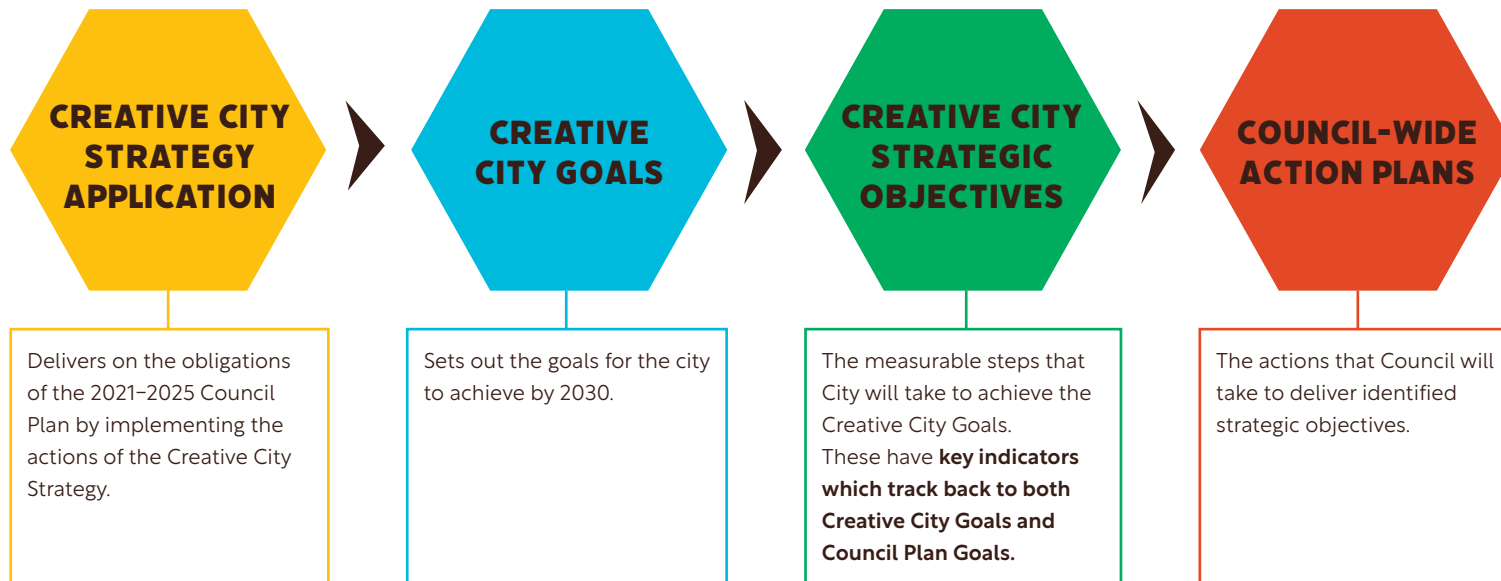 CREATIVE CITY
STRATEGY
APPLICATION
CREATIVE
CITY GOALS
CREATIVE CITY
STRATEGIC
OBJECTIVES
COUNCIL-WIDE
ACTION PLANS
Delivers on the obligations
of the 2021–2025 Council
Plan by implementing the
actions of the Creative City
Strategy.
Sets out the goals for the city
to achieve by 2030.
The measurable steps that
City will take to achieve the
Creative City Goals.
These have key indicators
which track back to both
Creative City Goals and
Council Plan Goals.
The actions that Council will
take to deliver identified
strategic objectives.